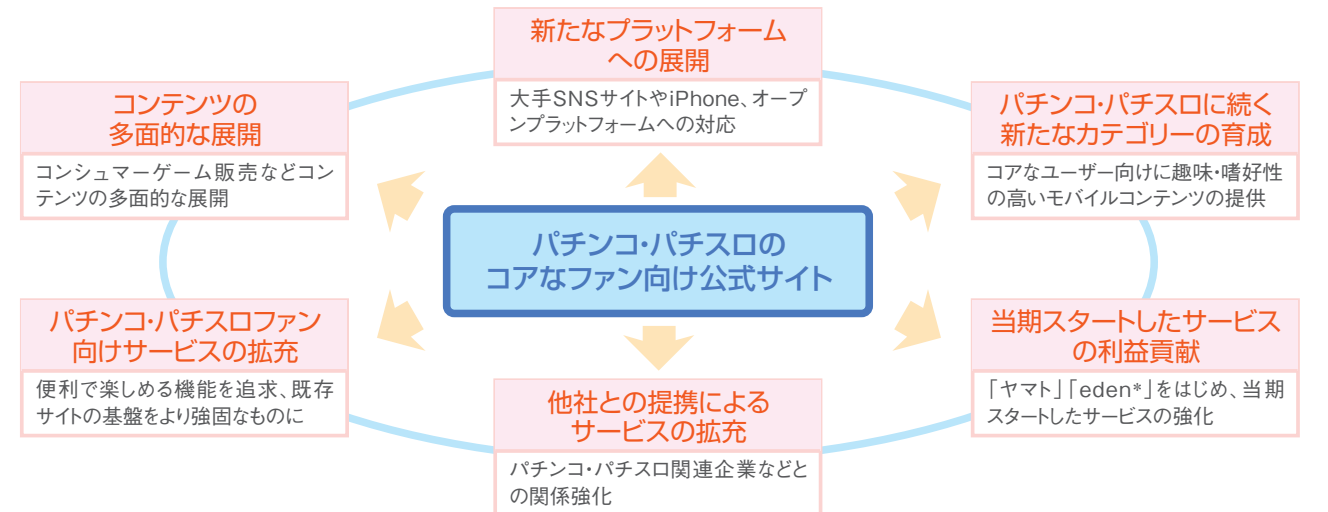 新たなプラットフォーム
への展開
大手SNSサイトやiPhone、オープ
ンプラットフォームへの対応
コンテンツの
多面的な展開
コンシュマーゲーム販売などコン
テンツの多面的な展開
パチンコ・パチスロに続く
新たなカテゴリーの育成
コアなユーザー向けに趣味・嗜好性
の高いモバイルコンテンツの提供
パチンコ・パチスロの
コアなファン向け公式サイト
パチンコ・パチスロファン
向けサービスの拡充
便利で楽しめる機能を追求、既存
サイトの基盤をより強固なものに
当期スタートしたサービス
の利益貢献
「ヤマト」「eden*」をはじめ、当期
スタートしたサービスの強化
他社との提携による
サービスの拡充
パチンコ・パチスロ関連企業などと
の関係強化